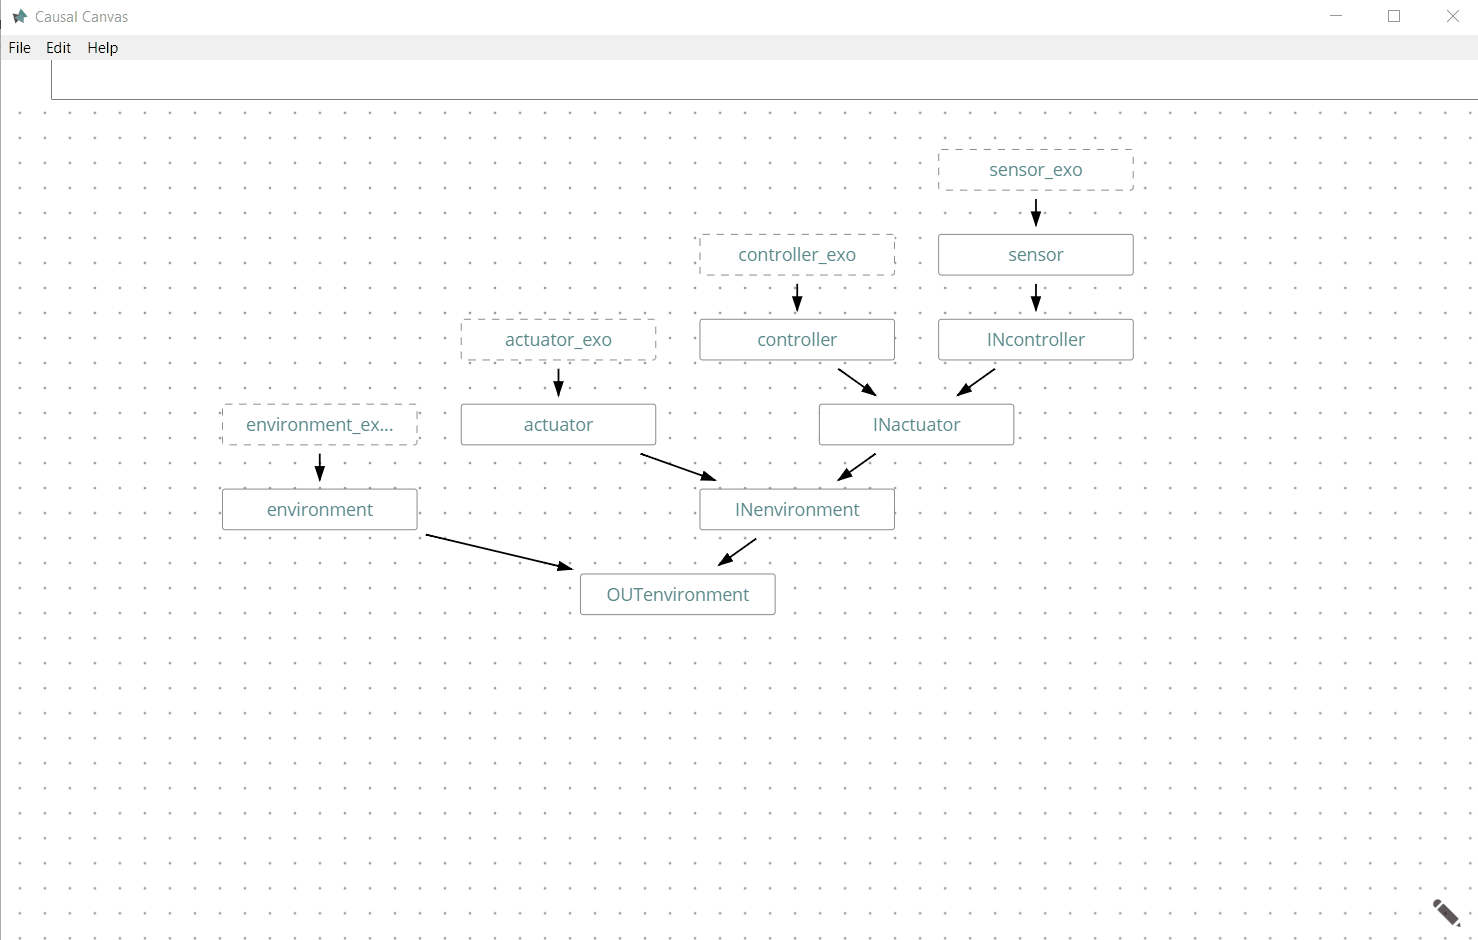 Causal Canvas
File Edit Help
sensor_exo
controller_exo
sensor
actuator_exo
controller
INcontroller
environment_ex...
actuator
INactuator
environment
INenvironment
OUTenvironment